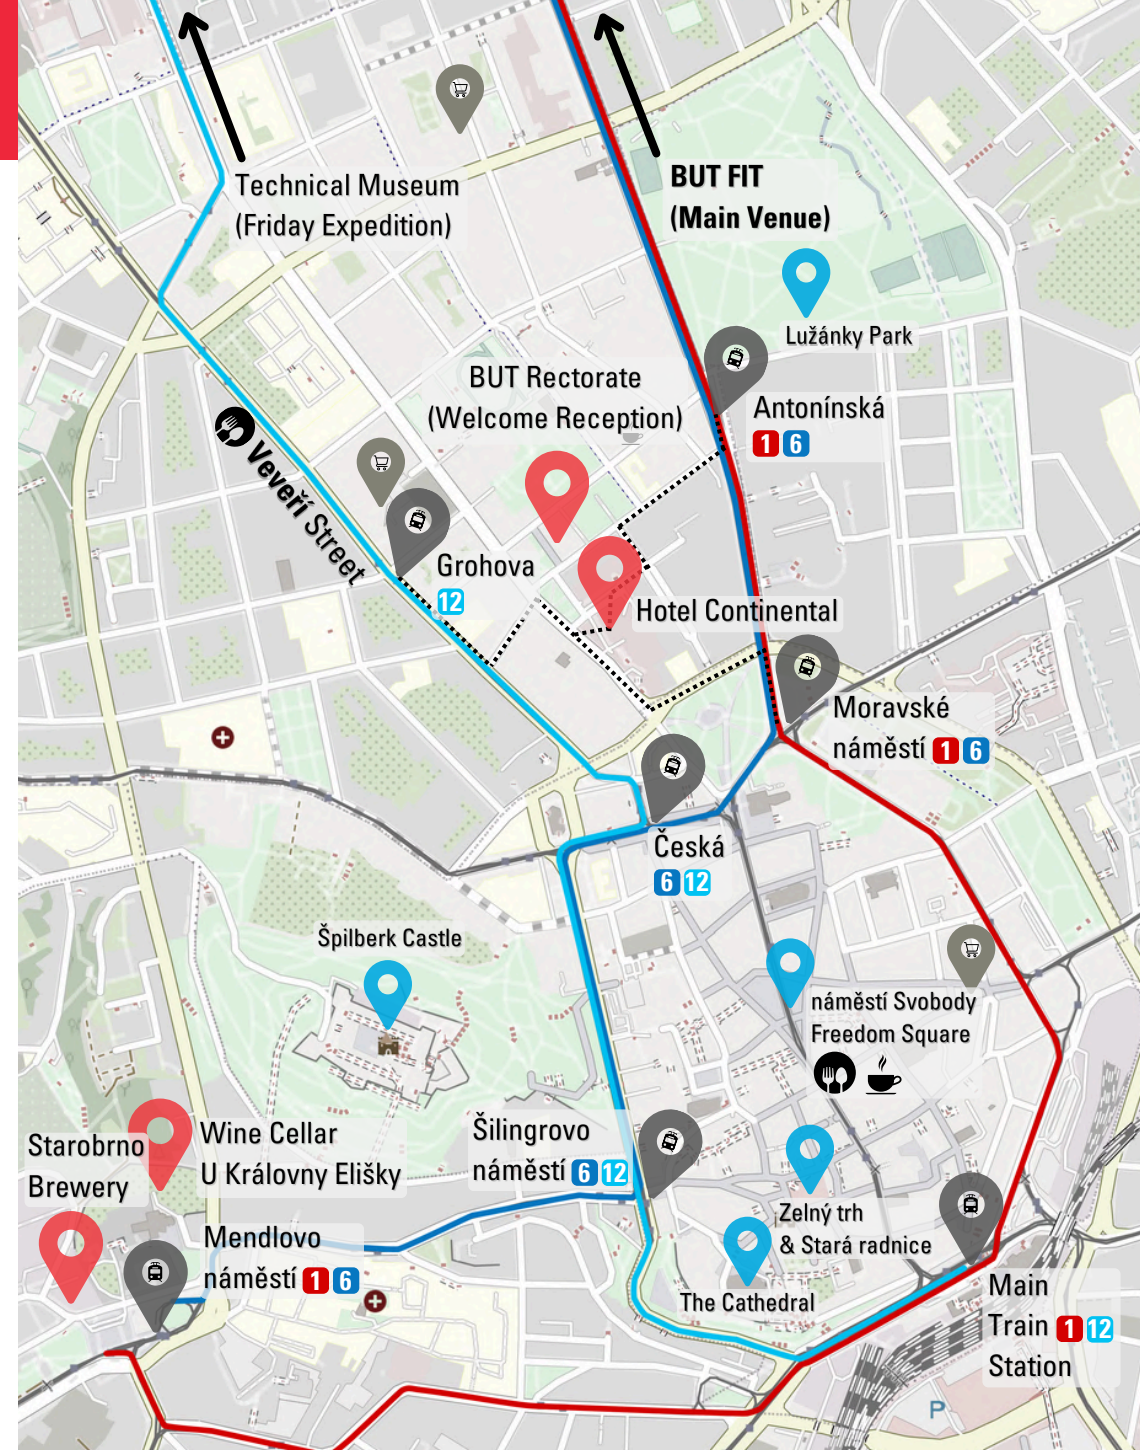 Technical Museum
(Friday Expedition)
BUT FIT
(Main Venue)
Lužánky Park
BUT Rectorate
(Welcome Reception)
Antonínská
1 6
Veveří Street
Grohova
12
Hotel Continental
Moravské
náměstí 1 6
Česká
6 12
Špilberk Castle
náměstí Svobody
Freedom Square
Šilingrovo
náměstí 6 12
Starobrno
Brewery
Wine Cellar
U Královny Elišky
Mendlovo
náměstí 1 6
Zelný trh
& Stará radnice
The Cathedral
Main
Train 1 12
Station
P